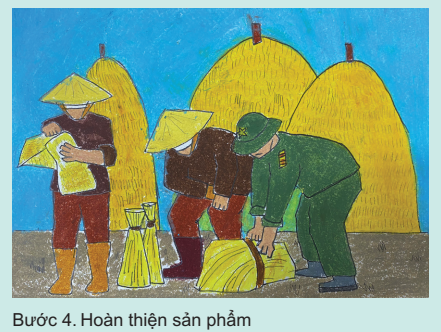 Bước 4. Hoàn thiện sản phẩm